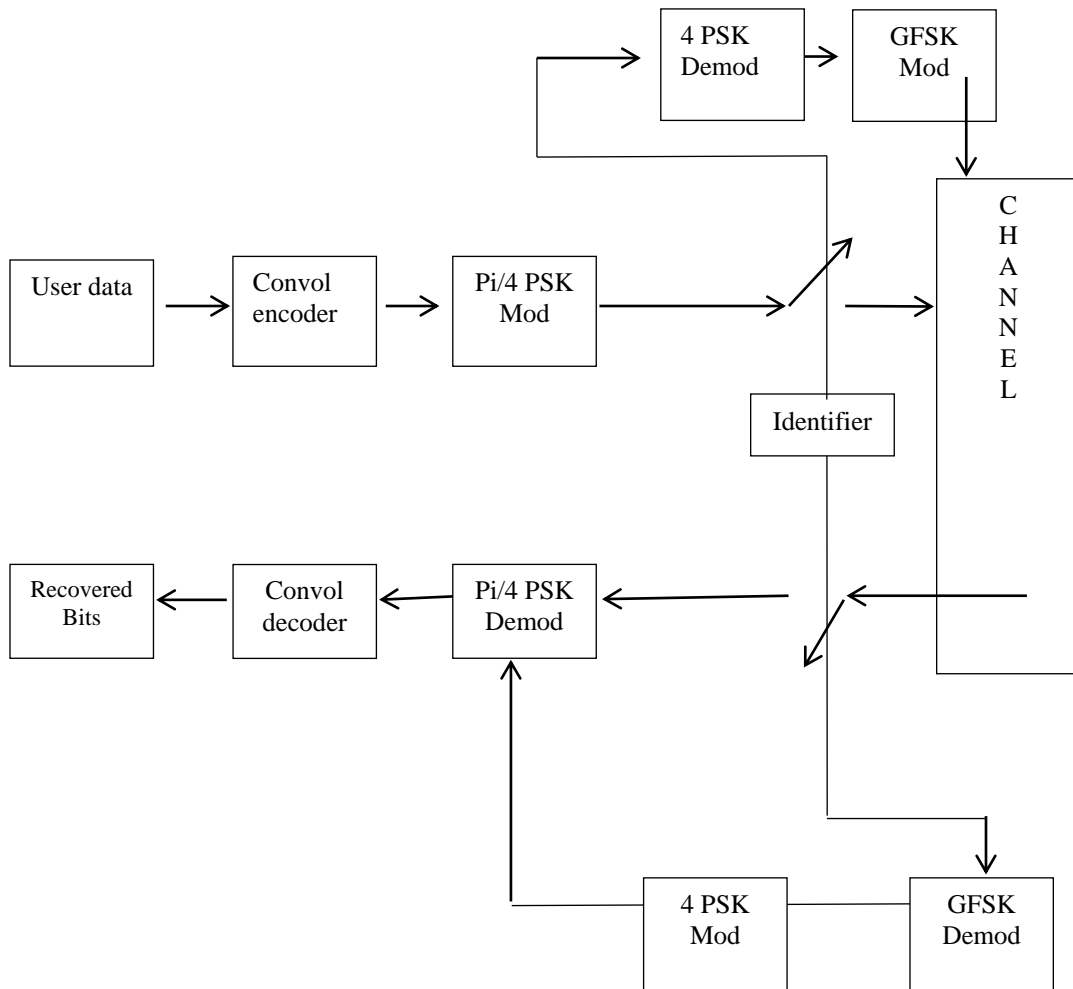 4 PSK
Demod
GFSK
Mod
C
H
A
N
N
E
L
User data
Convol
encoder
Pi/4 PSK
Mod
Identifier
Recovered
Bits
Convol
decoder
Pi/4 PSK
Demod
4 PSK
Mod
GFSK
Demod